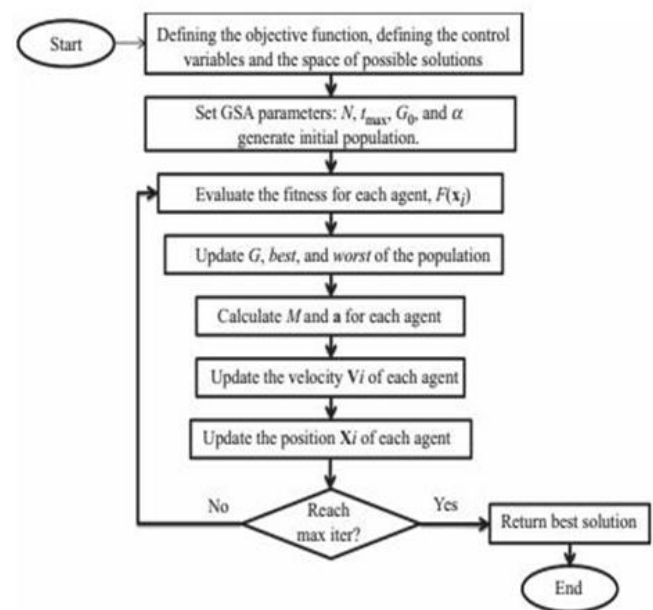 Start
Defining the objective function, defining the control
variables and the space of possible solutions
Set GSA parameters: N, tmax, G0, and α
generate initial population.
Evaluate the fitness for each agent, F(xi)
Update G, best, and worst of the population
Calculate M and a for each agent
Update the velocity Vi of each agent
Update the position Xi of each agent
No
Reach
max iter?
Yes
Return best solution
End